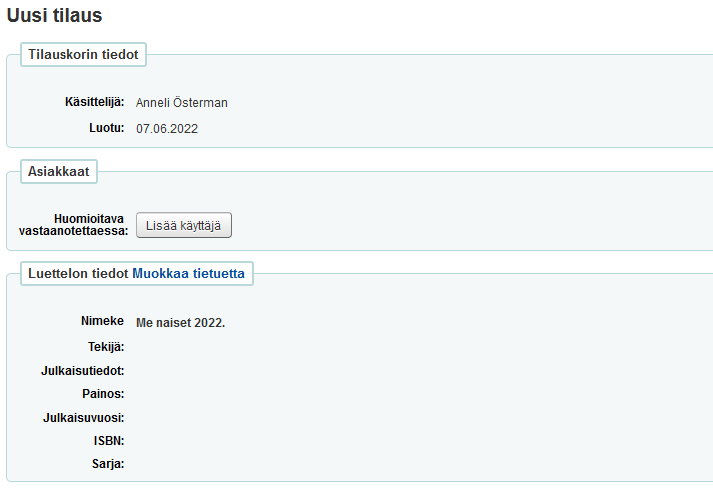 Uusi tilaus
Tilauskorin tiedot
Käsittelijä: Anneli Österman
Luotu: 07.06.2022
Asiakkaat
Huomioitava
vastaanotettaessa: Lisää käyttäjä
Luettelon tiedot Muokkaa tietuetta
Nimeke Me naiset 2022.
Tekijä:
Julkaisutiedot:
Painos:
Julkaisuvuosi:
ISBN:
Sarja: